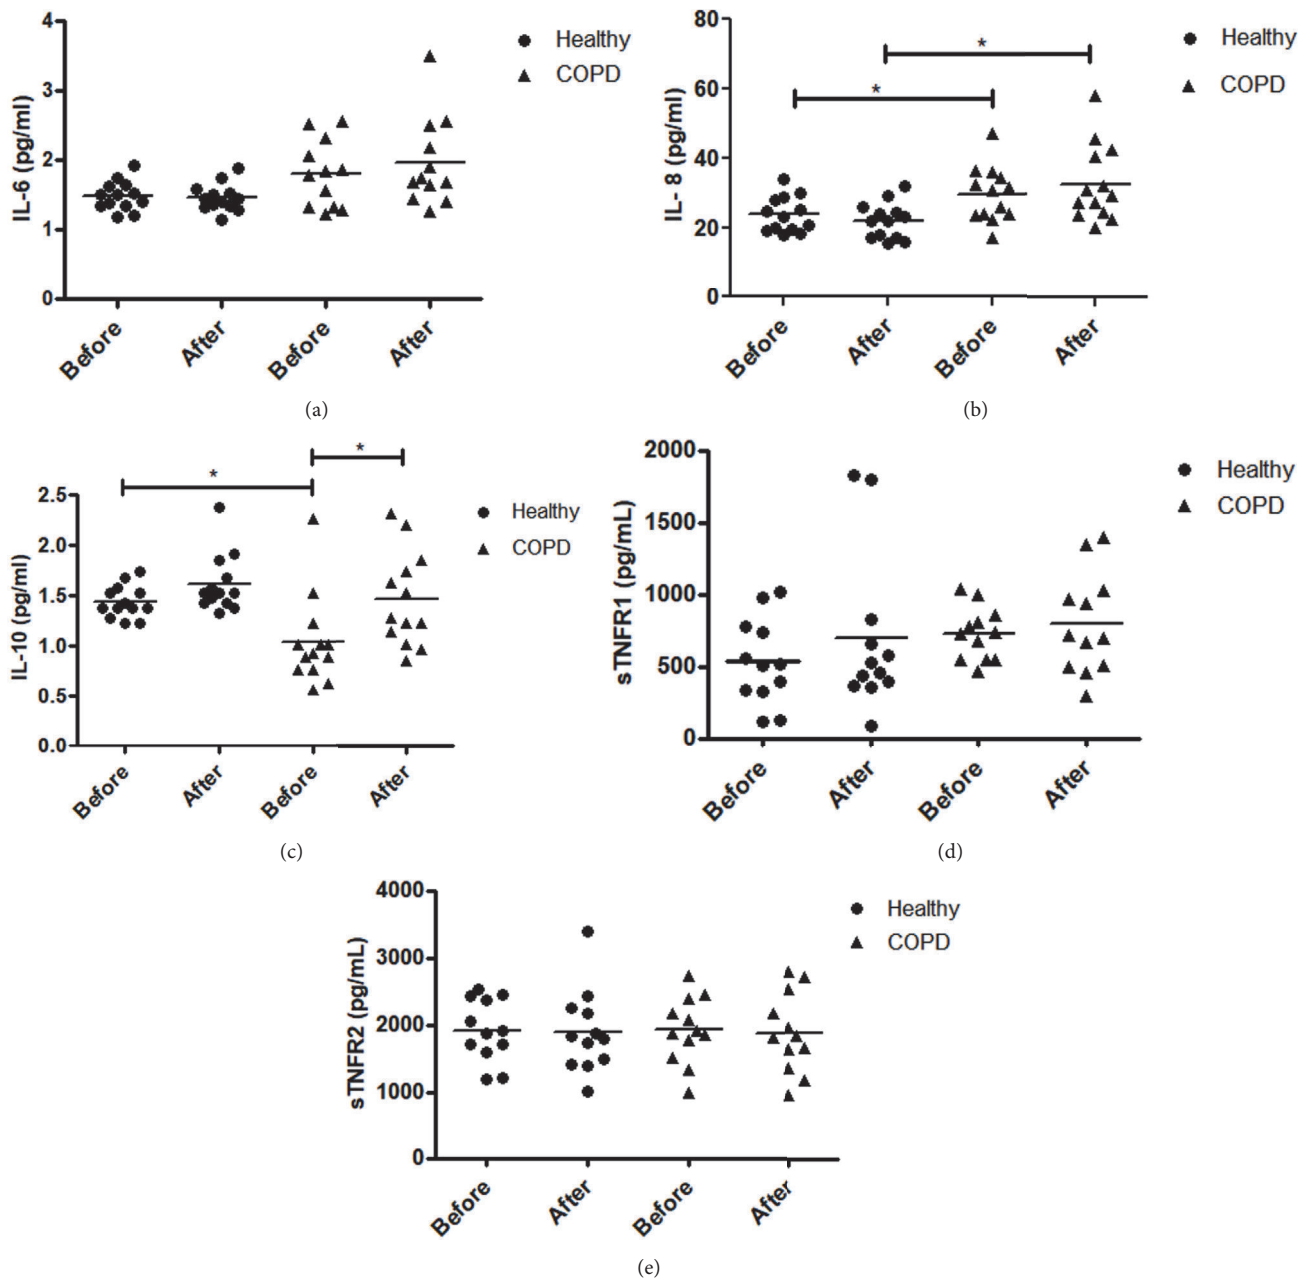 4
3
2
1
0
IL-6 (pg/ml)
Before
After
Before
After
Healthy
COPD
(a)
80
60
40
20
0
IL- 8 (pg/ml)
*
*
Before
After
Before
After
Healthy
COPD
(b)
2.5
2.0
1.5
1.0
0.5
0.0
IL-10 (pg/ml)
*
*
Before
After
Before
After
Healthy
COPD
(c)
2000
1500
1000
500
0
sTNFR1 (pg/mL)
Before
After
Before
After
Healthy
COPD
(d)
4000
3000
2000
1000
0
sTNFR2 (pg/mL)
Before
After
Before
After
Healthy
COPD
(e)